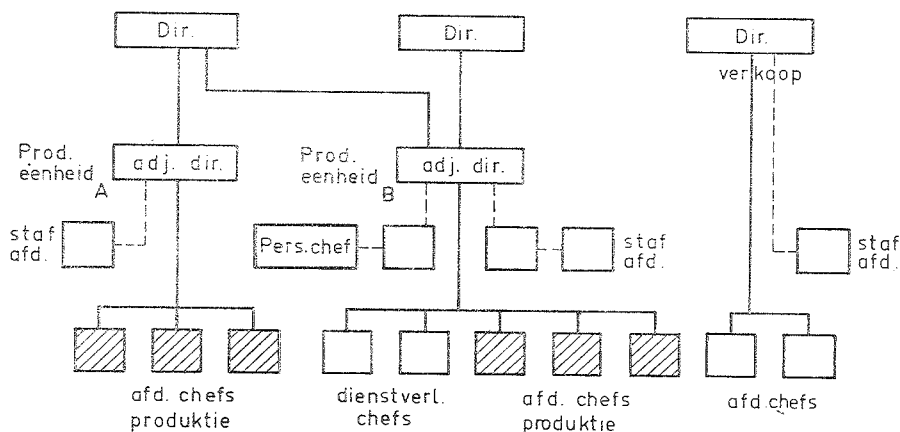 Dir.
Dir.
Dir.
verkoop
Prod.
eenheid
A
adj. dir.
Prod.
eenheid
B
adj. dir.
staf
afd.
Pers.chef
staf
afd.
staf
afd.
afd. chefs
produktie
dienstverl.
chefs
afd. chefs
produktie
afd.chefs